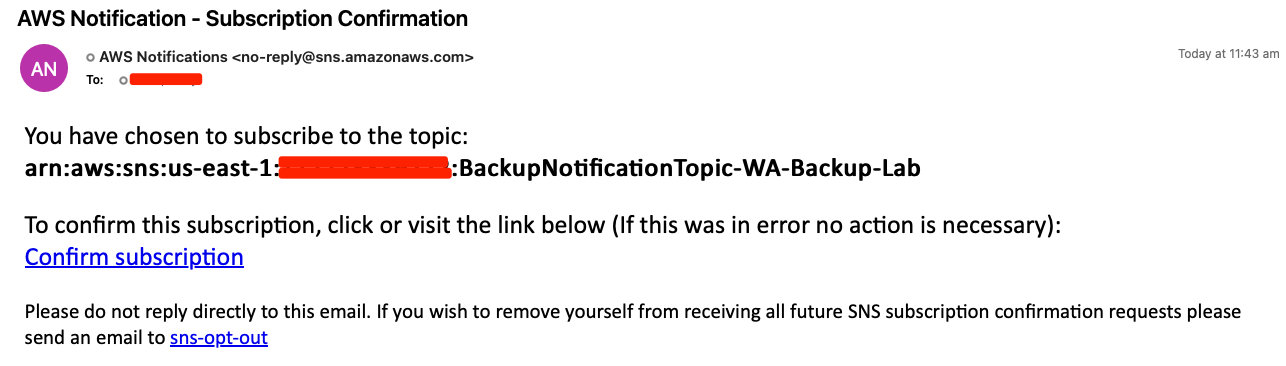 AWS Notification - Subscription Confirmation
AN
AWS Notifications <no-reply@sns.amazonaws.com>
Today at 11:43 am
To:
You have chosen to subscribe to the topic:
arn:aws:sns:us-east-1: :BackupNotificationTopic-WA-Backup-Lab
To confirm this subscription, click or visit the link below (If this was in error no action is necessary):
Confirm subscription
Please do not reply directly to this email. If you wish to remove yourself from receiving all future SNS subscription confirmation requests please
send an email to sns-opt-out